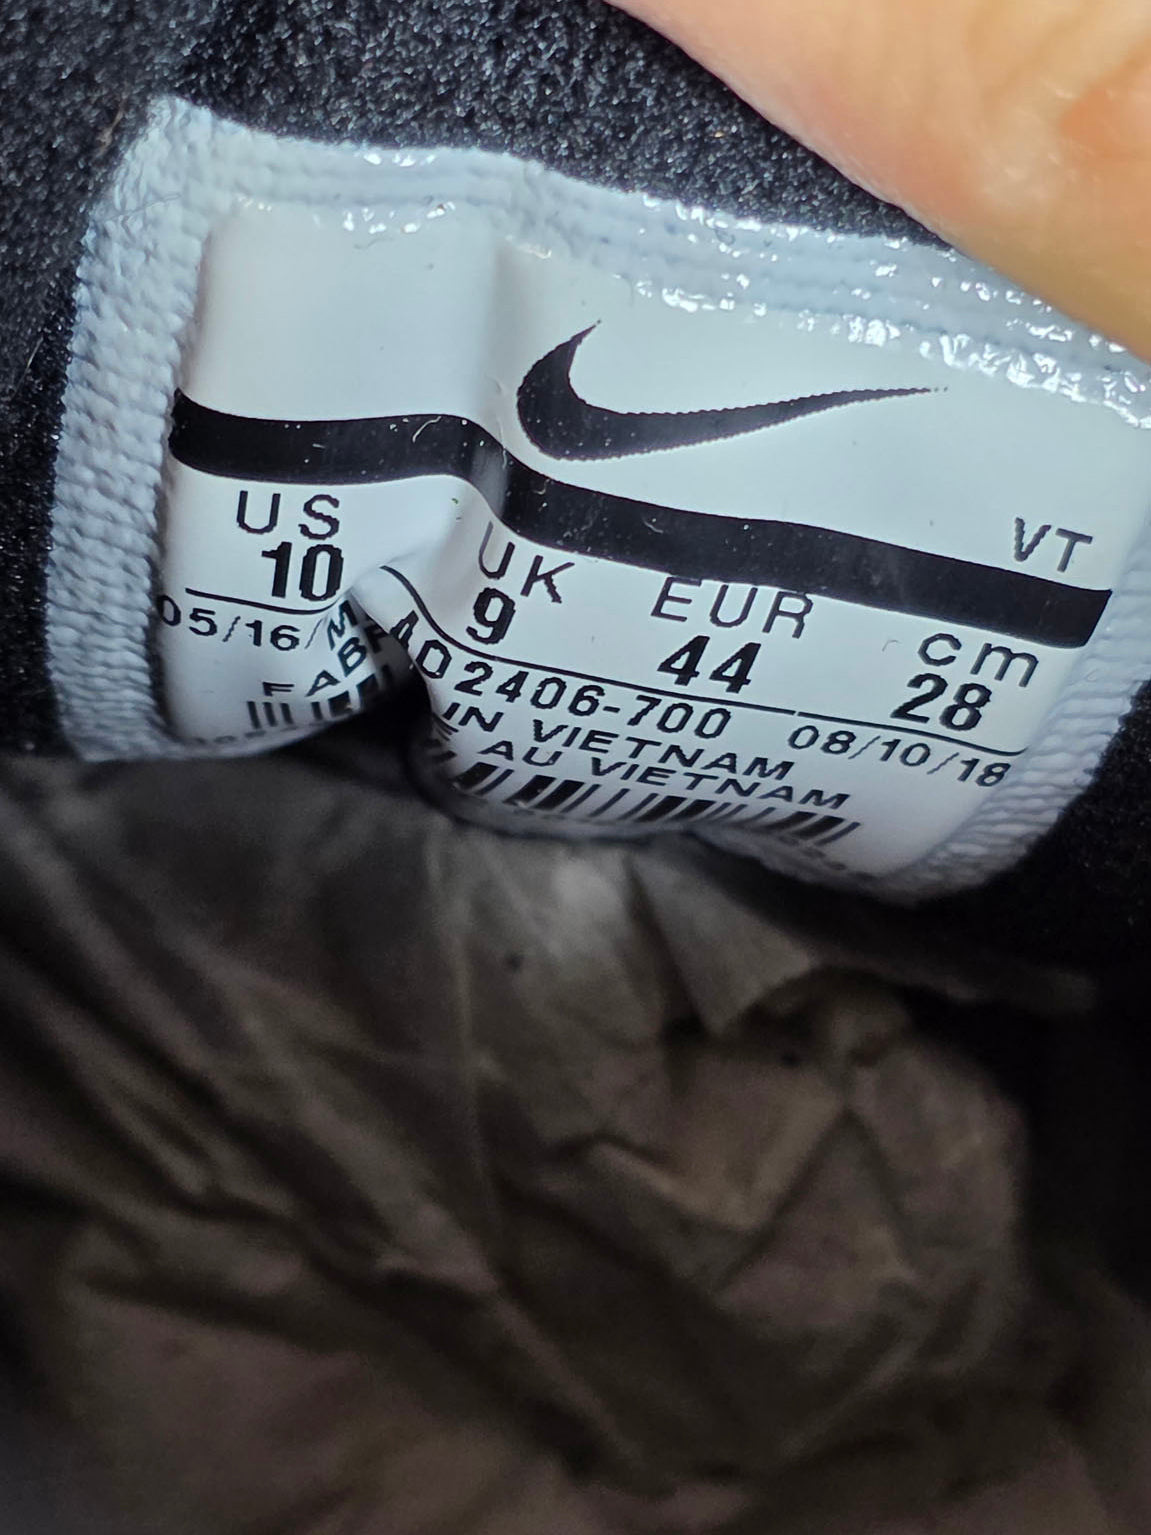 VT
US UK EUR cm
10 9 44 28
05/16/ AO2406-700 08/10/18
IN VIETNAM
AU VIETNAM